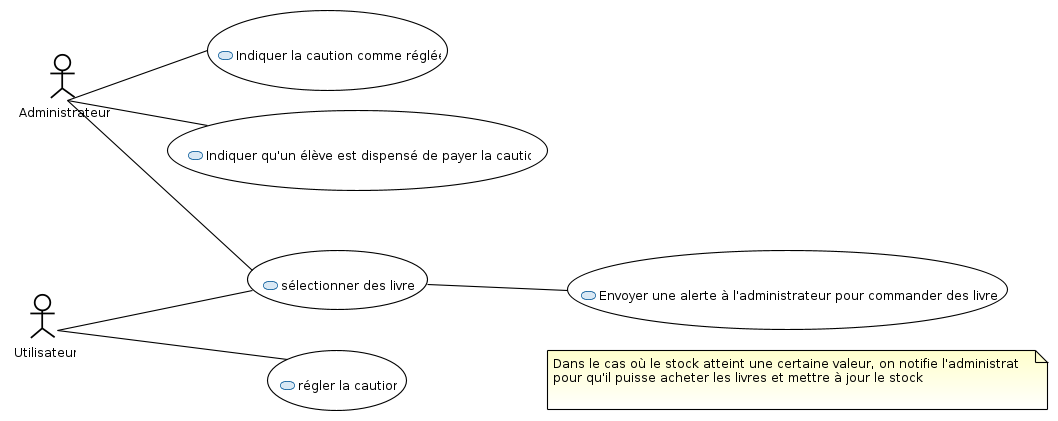 Indiquer la caution comme réglée
Administrateur
Indiquer qu'un élève est dispensé de payer la cautic
sélectionner des livre
Envoyer une alerte à l'administrateur pour commander des livre
Utilisateur
régler la caution
Dans le cas où le stock atteint une certaine valeur, on notifie l'administrat
pour qu'il puisse acheter les livres et mettre à jour le stock